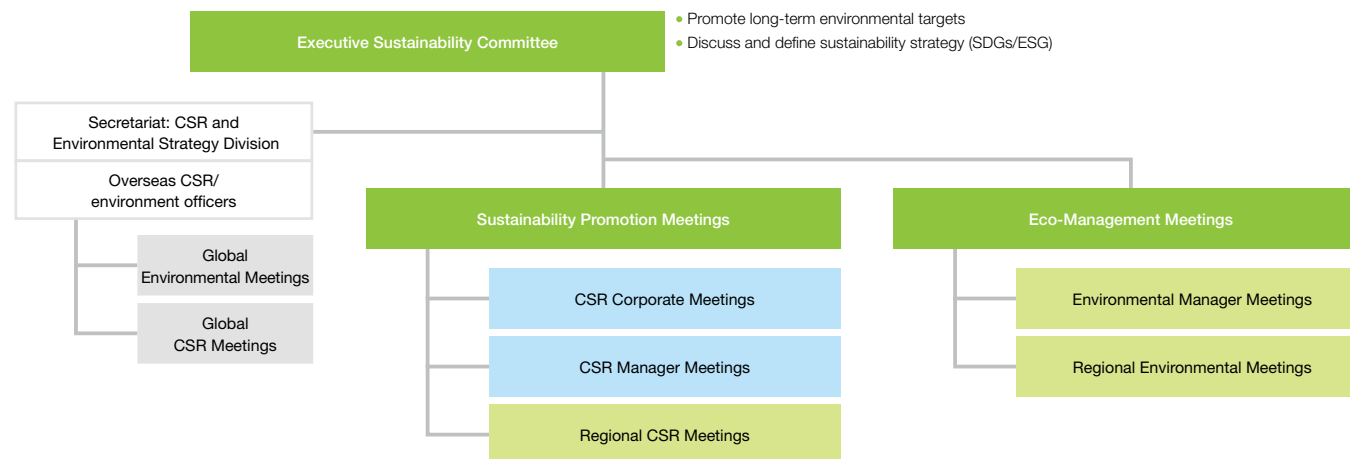 Executive Sustainability Committee
• Promote long-term environmental targets
• Discuss and define sustainability strategy (SDGs/ESG)
Secretariat: CSR and
Environmental Strategy Division
Overseas CSR/
environment officers
Global
Environmental Meetings
Global
CSR Meetings
Sustainability Promotion Meetings
CSR Corporate Meetings
CSR Manager Meetings
Regional CSR Meetings
Eco-Management Meetings
Environmental Manager Meetings
Regional Environmental Meetings